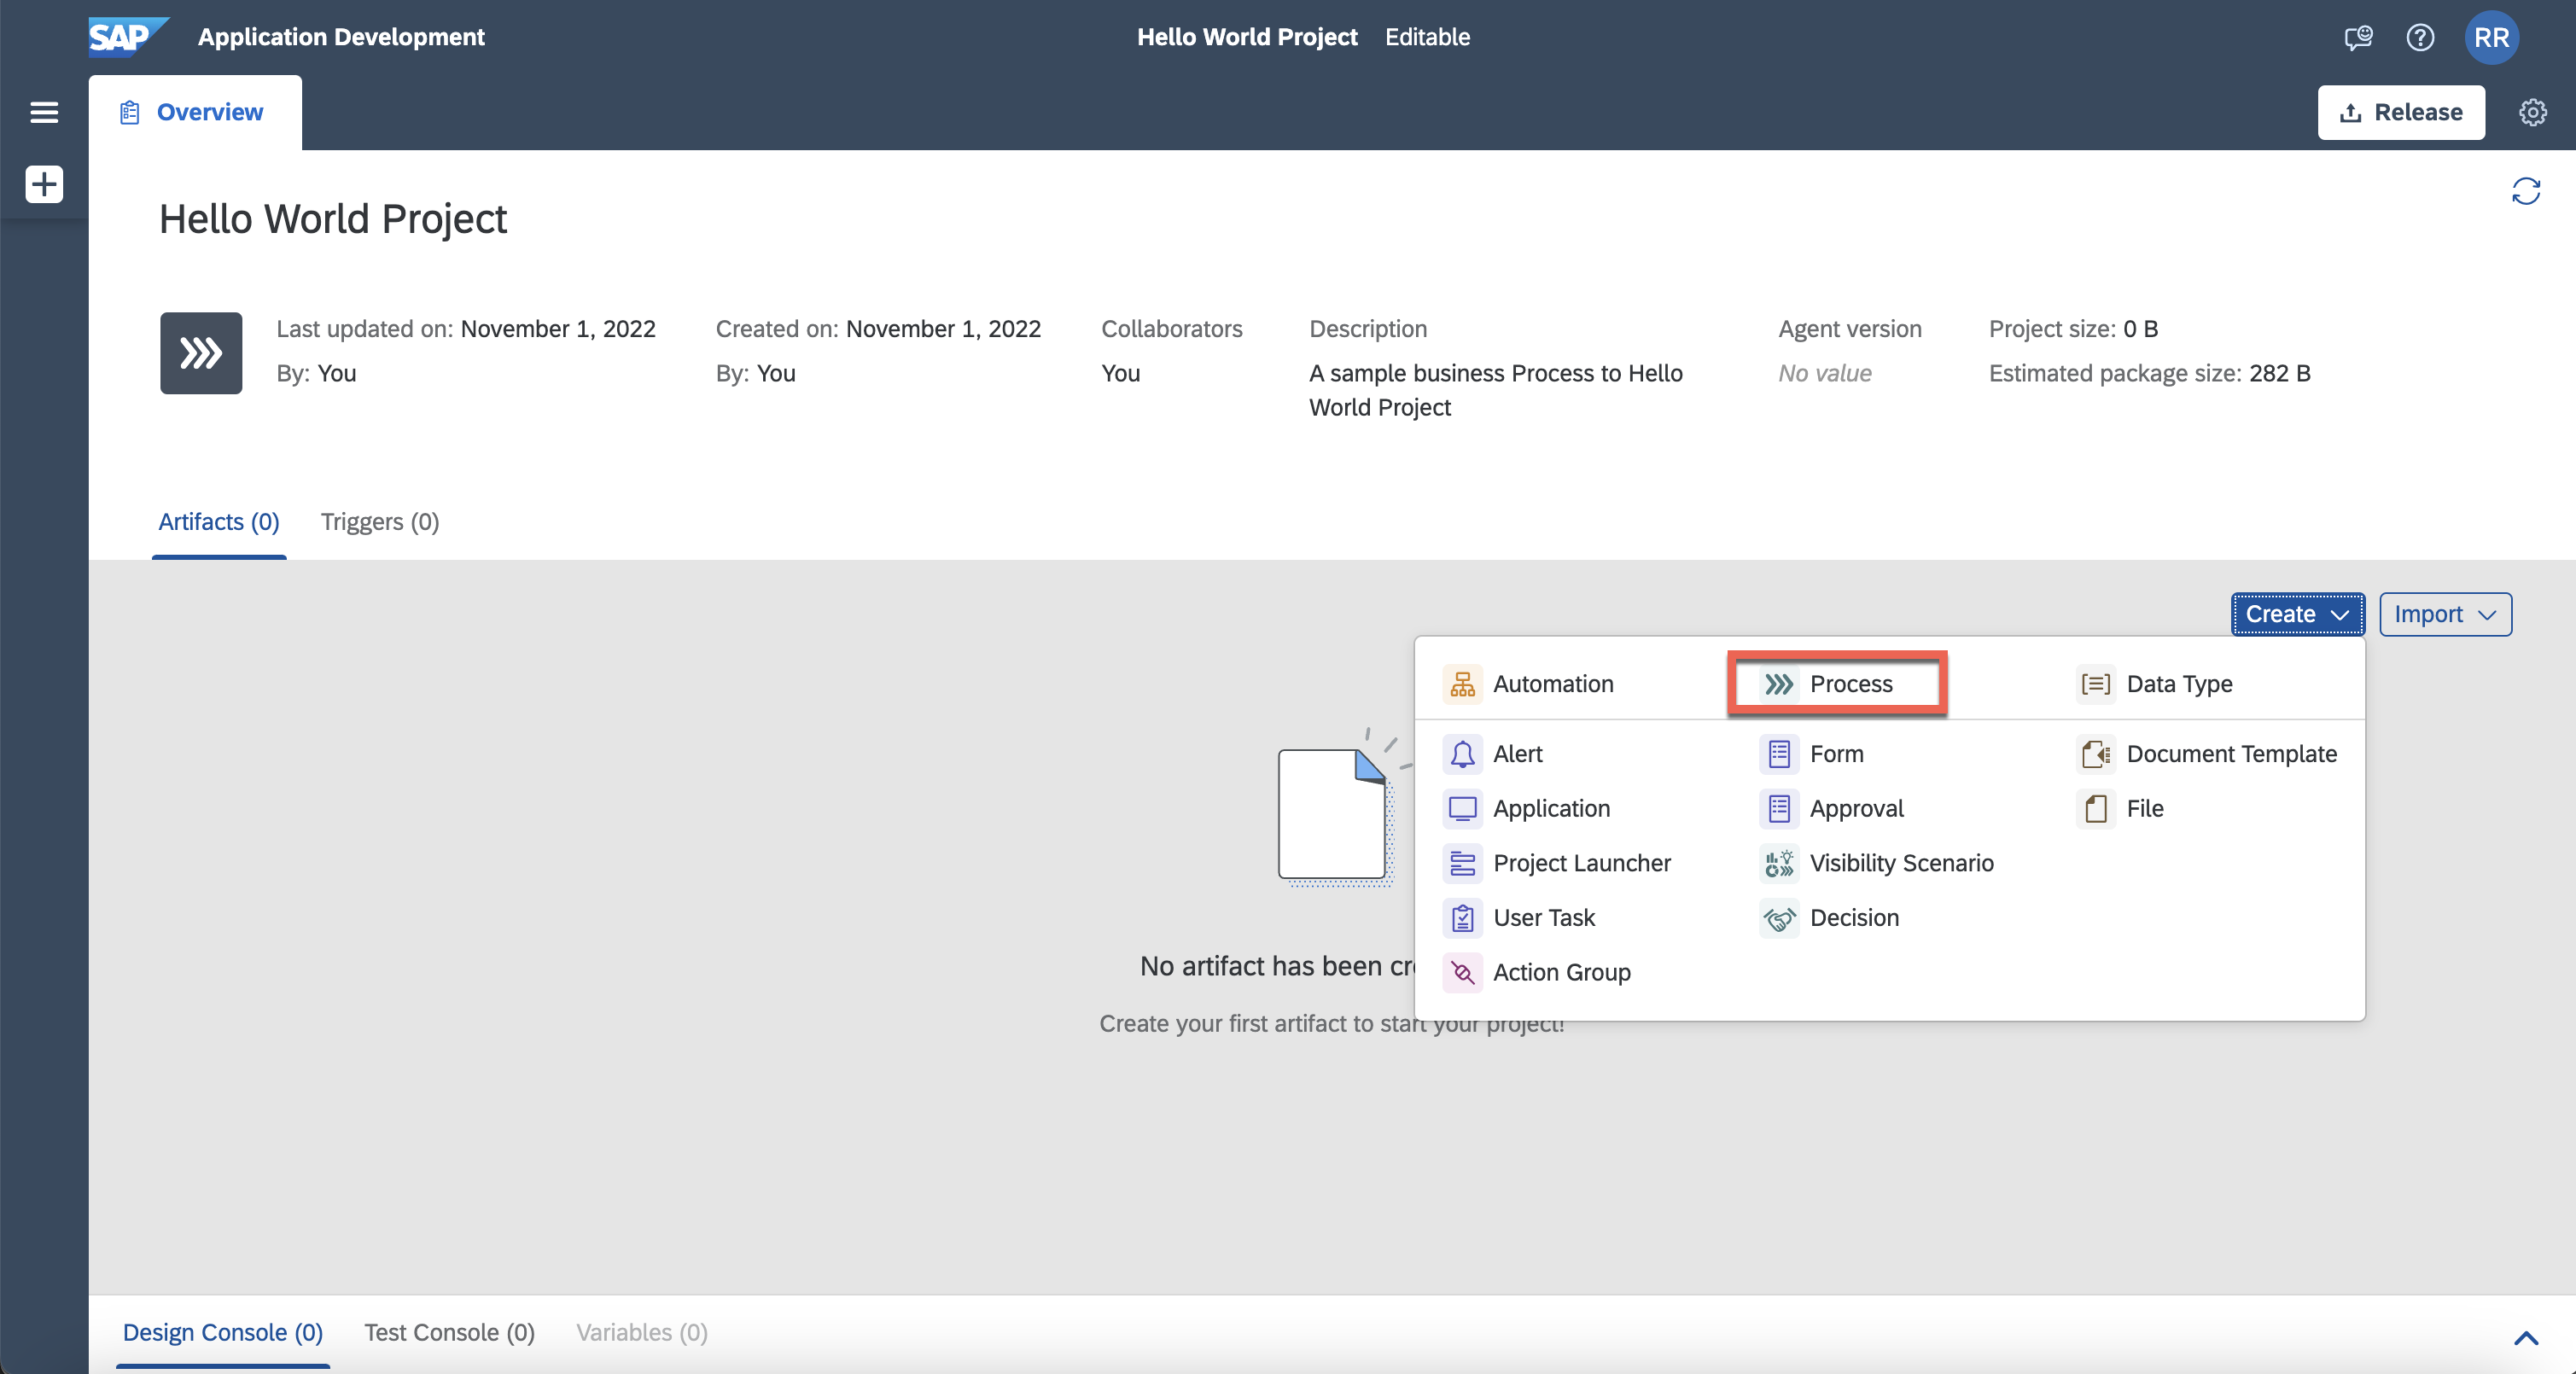 SAP Application Development
Hello World Project Editable
RR
Overview
Release
Hello World Project
Last updated on: November 1, 2022
By: You
Created on: November 1, 2022
By: You
Collaborators
You
Description
A sample business Process to Hello
World Project
Agent version
No value
Project size: 0 B
Estimated package size: 282 B
Artifacts (0) Triggers (0)
Create Import
Automation Process Data Type
Alert Form Document Template
Application Approval File
Project Launcher Visibility Scenario
User Task Decision
Action Group
No artifact has been cr
Create your first artifact to start your project!
Design Console (0) Test Console (0) Variables (0)